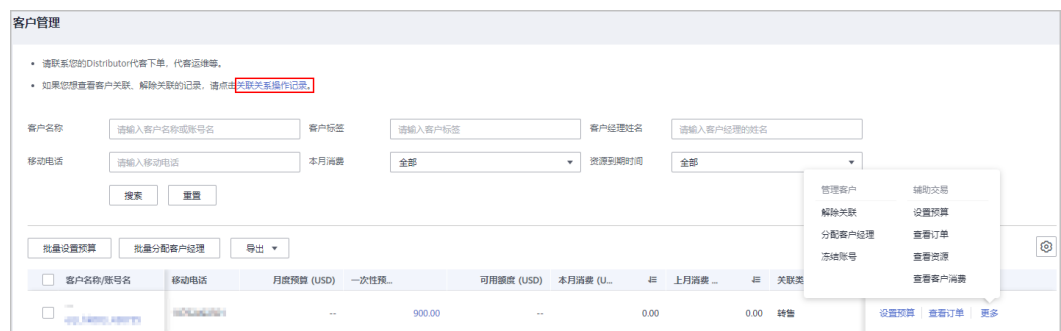 客户管理
• 请联系您的Distributor代客下单，代客运维等。
• 如果您想查看客户关联、解除关联的记录，请点击关联关系操作记录。
客户名称 请输入客户名称或账号名 客户标签 请输入客户标签 客户经理姓名 请输入客户经理的姓名
移动电话 请输入移动电话 本月消费 全部 资源到期时间 全部
搜索 重置
管理客户 辅助交易
解除关联 设置预算
分配客户经理 查看订单
冻结账号 查看资源
查看客户消费
批量设置预算 批量分配客户经理 导出
客户名称/账号名 移动电话 月度预算 (USD) 一次性预... 可用额度 (USD) 本月消费 (U... 上月消费 ... 关联类
-- 900.00 -- 0.00 0.00 转售 设置预算 查看订单 更多